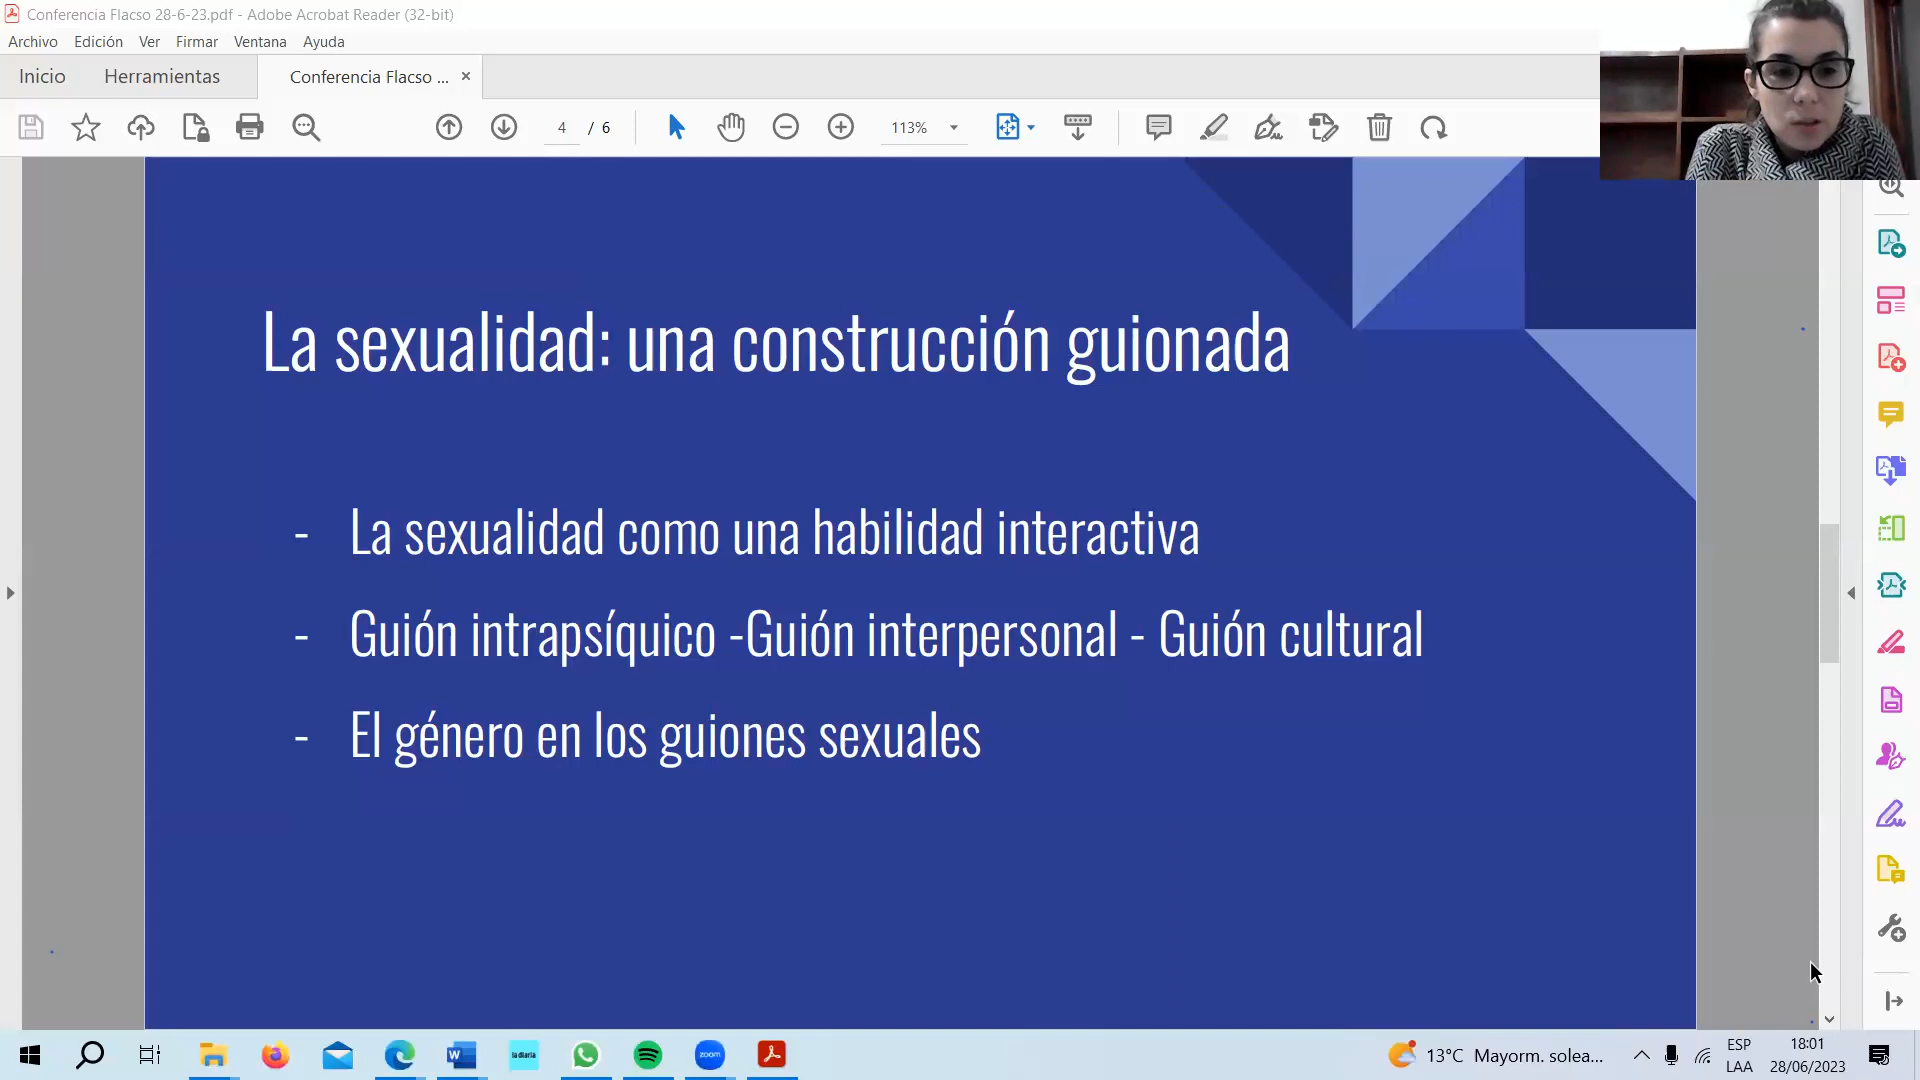 Conferencia Flacso 28-6-23.pdf - Adobe Acrobat Reader (32-bit)
Archivo Edición Ver Firmar Ventana Ayuda
Inicio Herramientas Conferencia Flacso ...
4 / 6 113%
La sexualidad: una construcción guionada
- La sexualidad como una habilidad interactiva
- Guión intrapsíquico -Guión interpersonal - Guión cultural
- El género en los guiones sexuales
la diaria
zoom
13°C Mayorm. solea...
ESP
LAA
18:01
28/06/2023